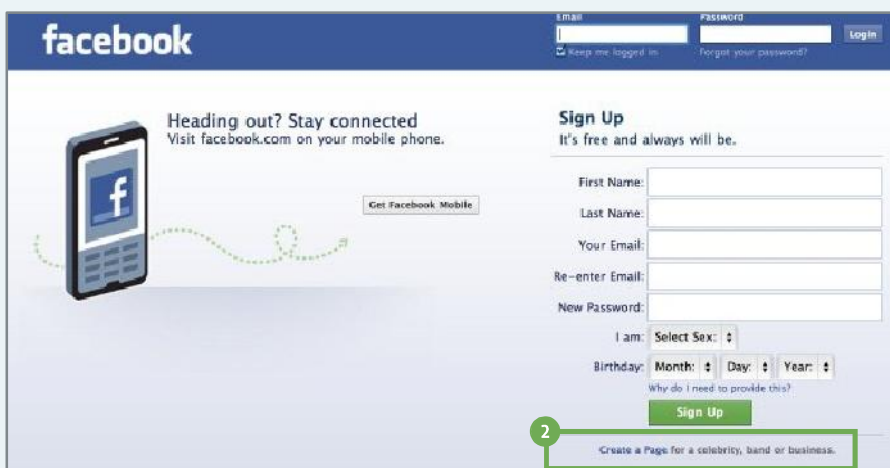 facebook
Email
Password
Login
Keep me logged in
Forgot your password?
Heading out? Stay connected
Visit facebook.com on your mobile phone.
f
Get Facebook Mobile
Sign Up
It's free and always will be.
First Name:
Last Name:
Your Email:
Re-enter Email:
New Password:
I am: Select Sex:
Birthday: Month: Day: Year:
Why do I need to provide this?
Sign Up
2
Create a Page for a celebrity, band or business.